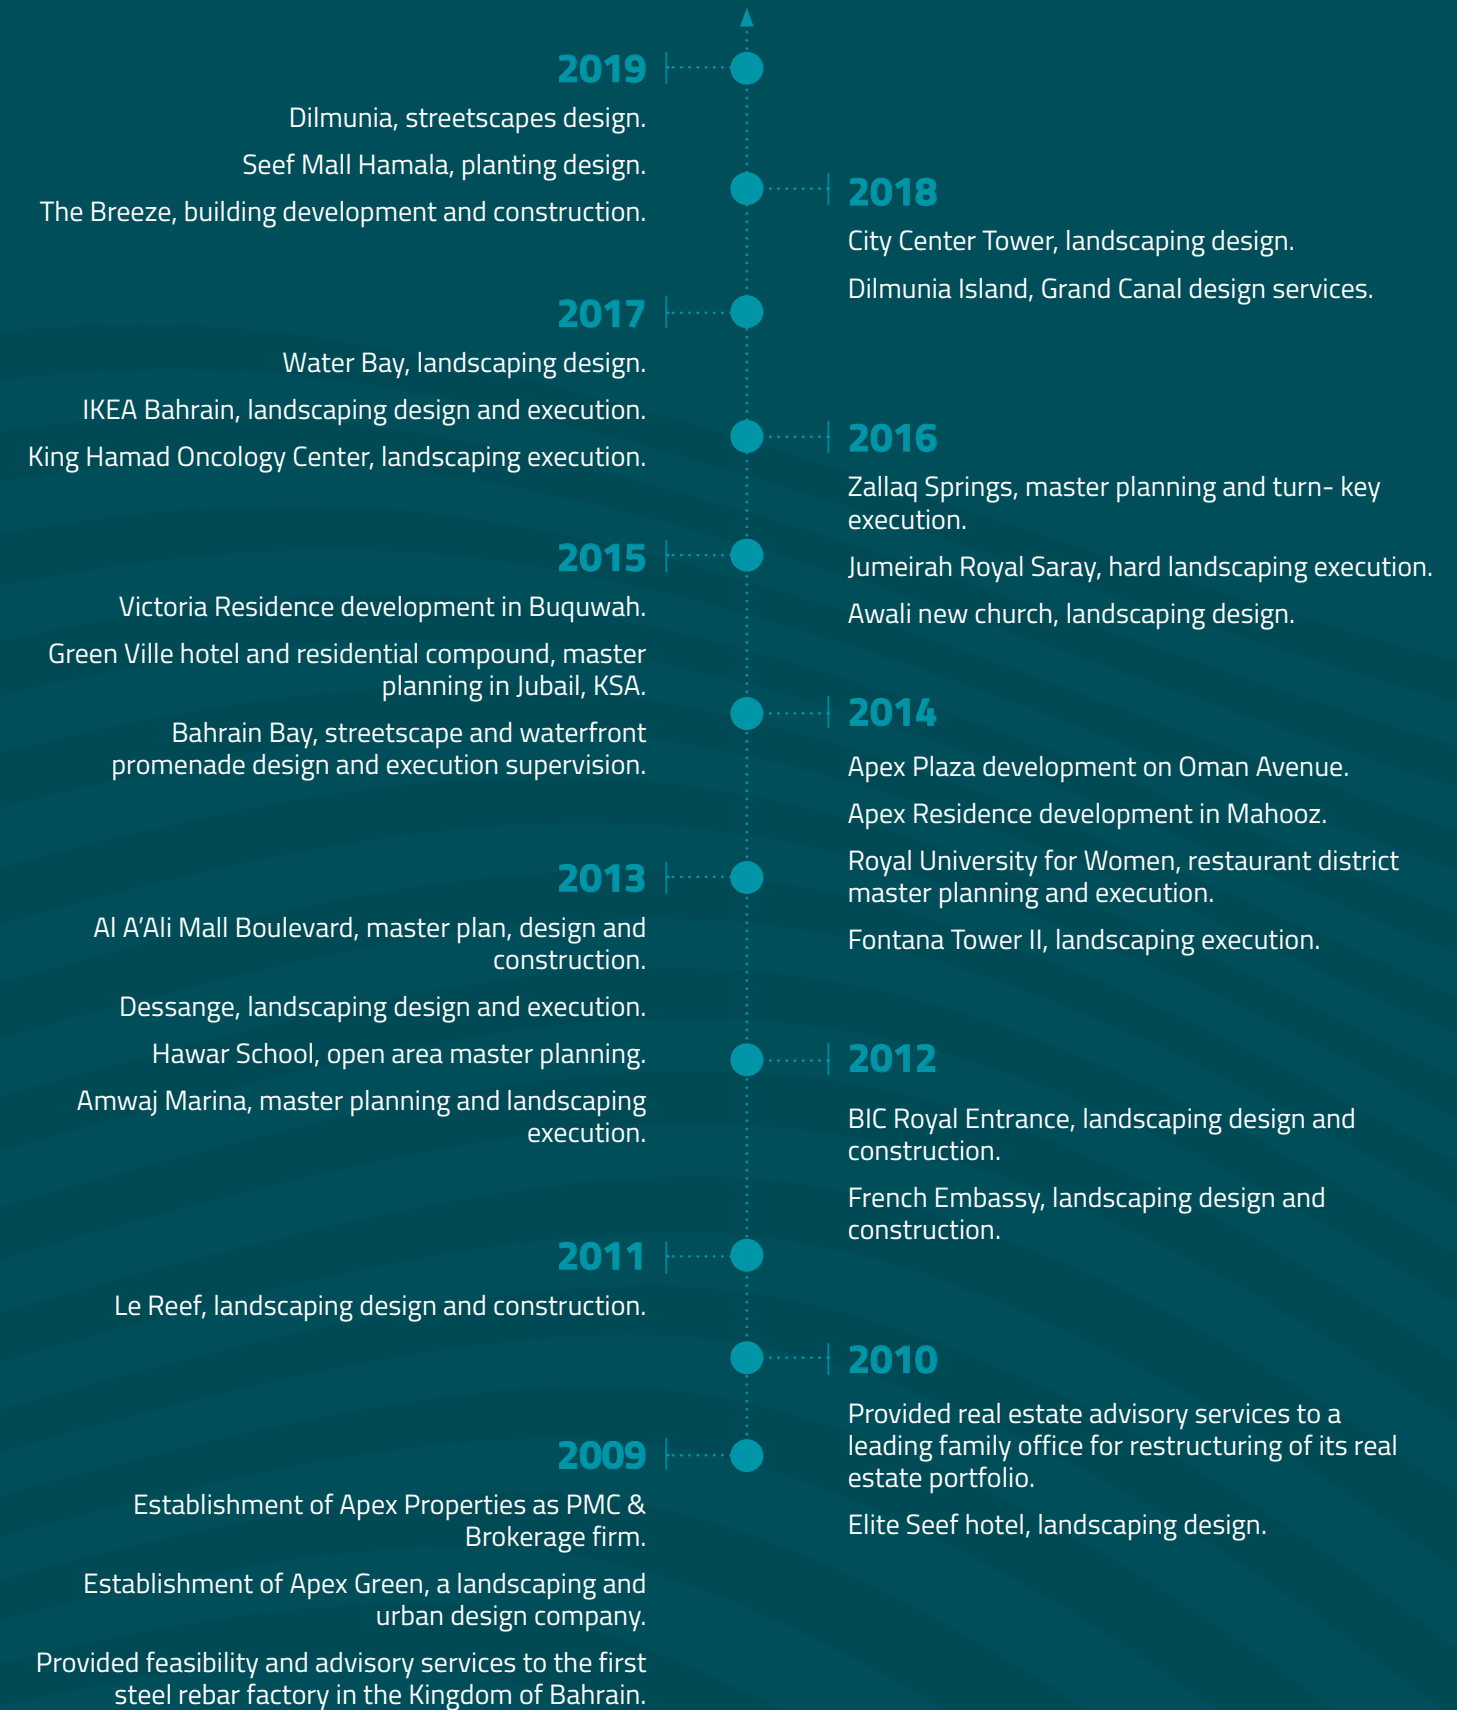 2019
Dilmunia, streetscapes design.
Seef Mall Hamala, planting design.
The Breeze, building development and construction.
2018
City Center Tower, landscaping design.
Dilmunia Island, Grand Canal design services.
2017
Water Bay, landscaping design.
IKEA Bahrain, landscaping design and execution.
King Hamad Oncology Center, landscaping execution.
2016
Zallaq Springs, master planning and turn- key
execution.
Jumeirah Royal Saray, hard landscaping execution.
Awali new church, landscaping design.
2015
Victoria Residence development in Buquwah.
Green Ville hotel and residential compound, master
planning in Jubail, KSA.
Bahrain Bay, streetscape and waterfront
promenade design and execution supervision.
2014
Apex Plaza development on Oman Avenue.
Apex Residence development in Mahooz.
Royal University for Women, restaurant district
master planning and execution.
Fontana Tower II, landscaping execution.
2013
Al A’Ali Mall Boulevard, master plan, design and
construction.
Dessange, landscaping design and execution.
Hawar School, open area master planning.
Amwaj Marina, master planning and landscaping
execution.
2012
BIC Royal Entrance, landscaping design and
construction.
French Embassy, landscaping design and
construction.
2011
Le Reef, landscaping design and construction.
2010
Provided real estate advisory services to a
leading family office for restructuring of its real
estate portfolio.
Elite Seef hotel, landscaping design.
2009
Establishment of Apex Properties as PMC &
Brokerage firm.
Establishment of Apex Green, a landscaping and
urban design company.
Provided feasibility and advisory services to the first
steel rebar factory in the Kingdom of Bahrain.